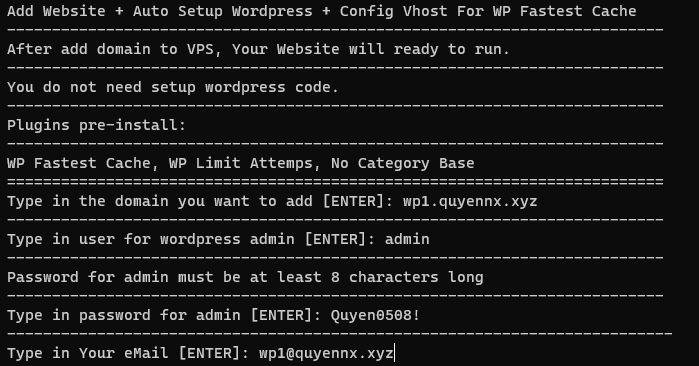 Add Website + Auto Setup Wordpress + Config Vhost For WP Fastest Cache
-------------------------------------------------------------------------
After add domain to VPS, Your Website will ready to run.
-------------------------------------------------------------------------
You do not need setup wordpress code.
-------------------------------------------------------------------------
Plugins pre-install:
-------------------------------------------------------------------------
WP Fastest Cache, WP Limit Attemps, No Category Base
=========================================================================
Type in the domain you want to add [ENTER]: wp1.quyennx.xyz
-------------------------------------------------------------------------
Type in user for wordpress admin [ENTER]: admin
-------------------------------------------------------------------------
Password for admin must be at least 8 characters long
-------------------------------------------------------------------------
Type in password for admin [ENTER]: Quyen0508!
--------------------------------------------------------------------------
Type in Your eMail [ENTER]: wp1@quyennx.xyz